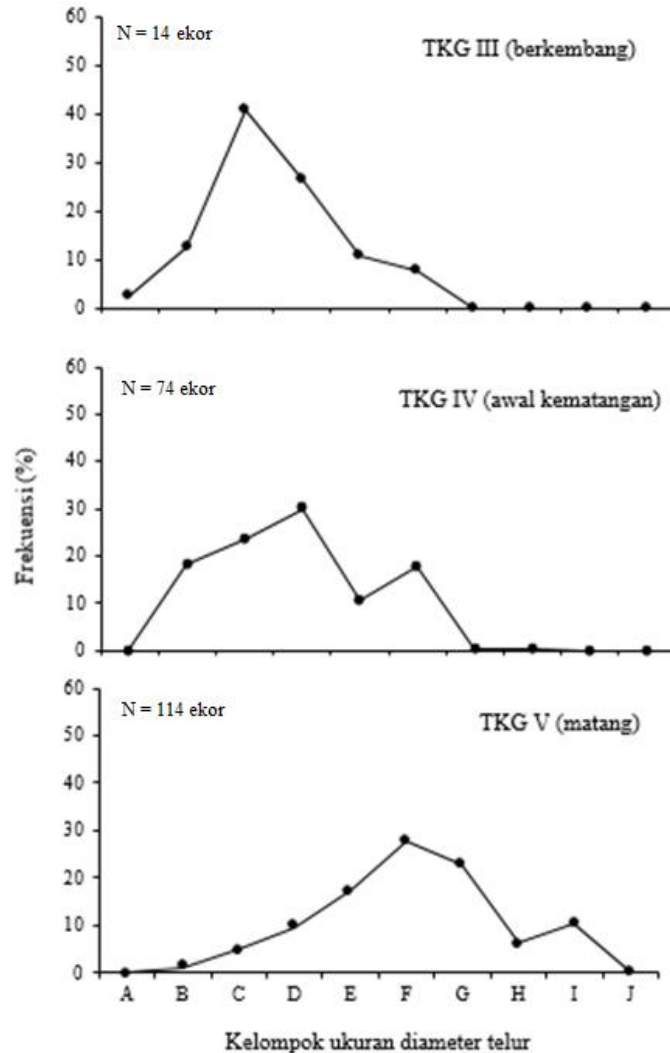 60
N = 14 ekor
TKG III (berkembang)
50
40
30
20
10
0
60
N = 74 ekor
TKG IV (awal kematangan)
50
40
30
20
10
0
Frekuensi (%)
60
N = 114 ekor
TKG V (matang)
50
40
30
20
10
0
A B C D E F G H I J
Kelompok ukuran diameter telur